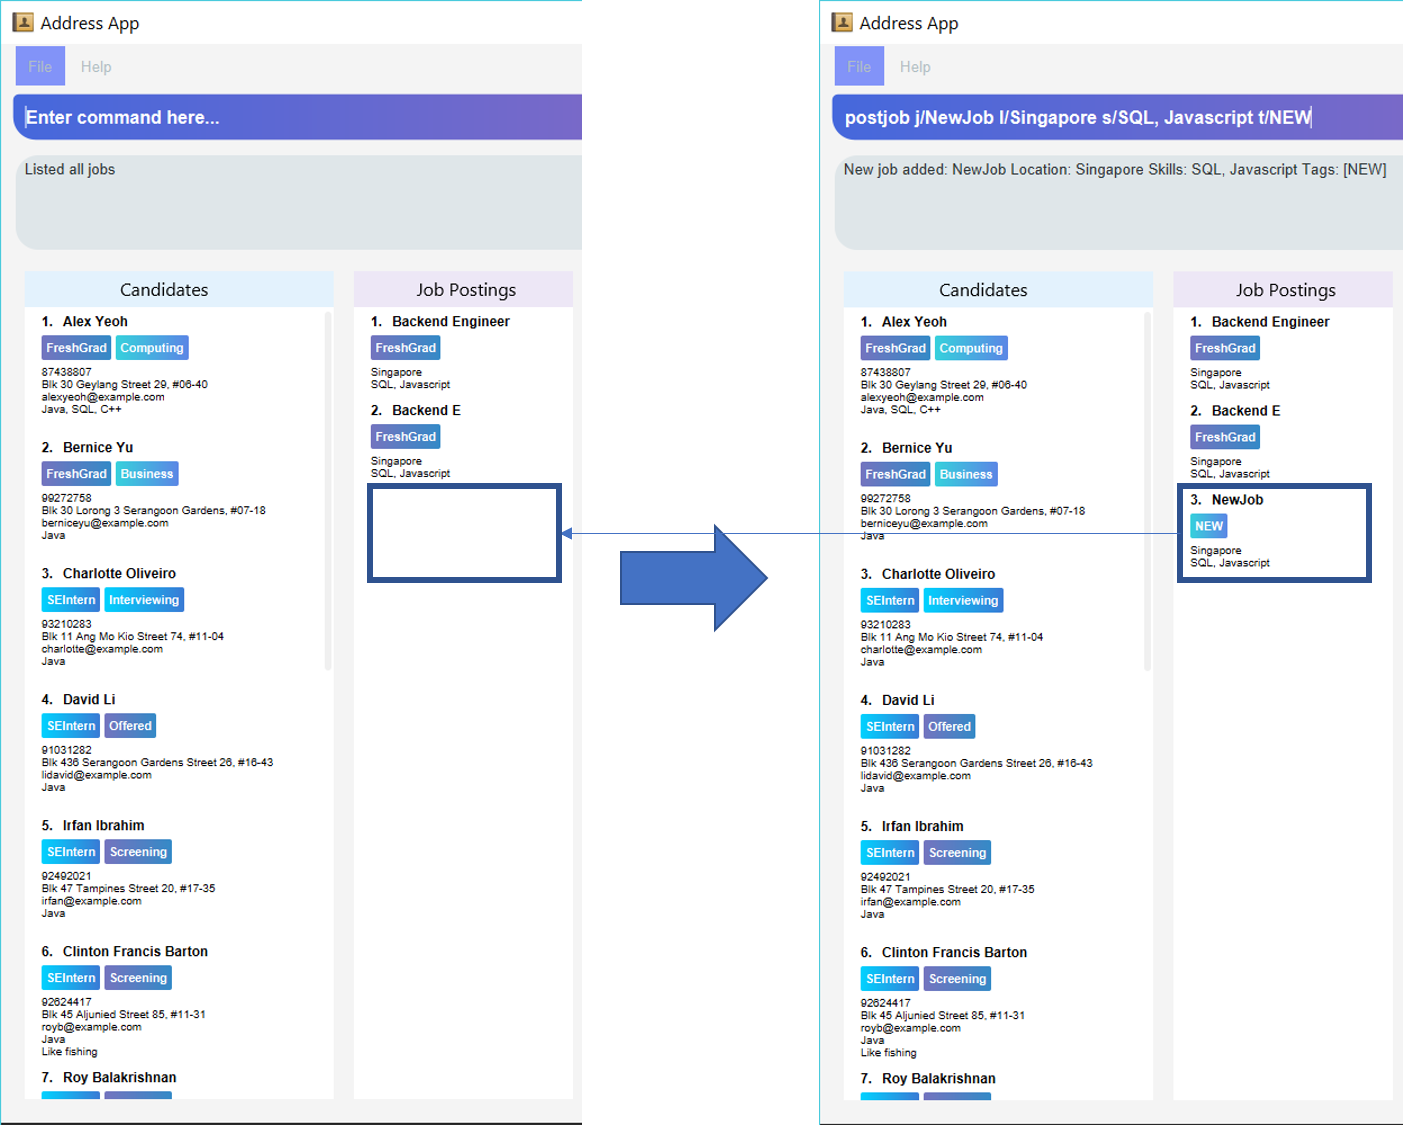 Address App
File Help
Enter command here...
Listed all jobs
Candidates
1. Alex Yeoh
FreshGrad Computing
87438807
Blk 30 Geylang Street 29, #06-40
alexyeoh@example.com
Java, SQL, C++
2. Bernice Yu
FreshGrad Business
99272758
Blk 30 Lorong 3 Serangoon Gardens, #07-18
berniceyu@example.com
Java
3. Charlotte Oliveiro
SEIntern Interviewing
93210283
Blk 11 Ang Mo Kio Street 74, #11-04
charlotte@example.com
Java
4. David Li
SEIntern Offered
91031282
Blk 436 Serangoon Gardens Street 26, #16-43
lidavid@example.com
Java
5. Irfan Ibrahim
SEIntern Screening
92492021
Blk 47 Tampines Street 20, #17-35
irfan@example.com
Java
6. Clinton Francis Barton
SEIntern Screening
92624417
Blk 45 Aljunied Street 85, #11-31
royb@example.com
Java
Like fishing
7. Roy Balakrishnan
Job Postings
1. Backend Engineer
FreshGrad
Singapore
SQL, Javascript
2. Backend E
FreshGrad
Singapore
SQL, Javascript
Address App
File Help
postjob j/NewJob l/Singapore s/SQL, Javascript t/NEW
New job added: NewJob Location: Singapore Skills: SQL, Javascript Tags: [NEW]
Candidates
1. Alex Yeoh
FreshGrad Computing
87438807
Blk 30 Geylang Street 29, #06-40
alexyeoh@example.com
Java, SQL, C++
2. Bernice Yu
FreshGrad Business
99272758
Blk 30 Lorong 3 Serangoon Gardens, #07-18
berniceyu@example.com
Java
3. Charlotte Oliveiro
SEIntern Interviewing
93210283
Blk 11 Ang Mo Kio Street 74, #11-04
charlotte@example.com
Java
4. David Li
SEIntern Offered
91031282
Blk 436 Serangoon Gardens Street 26, #16-43
lidavid@example.com
Java
5. Irfan Ibrahim
SEIntern Screening
92492021
Blk 47 Tampines Street 20, #17-35
irfan@example.com
Java
6. Clinton Francis Barton
SEIntern Screening
92624417
Blk 45 Aljunied Street 85, #11-31
royb@example.com
Java
Like fishing
7. Roy Balakrishnan
Job Postings
1. Backend Engineer
FreshGrad
Singapore
SQL, Javascript
2. Backend E
FreshGrad
Singapore
SQL, Javascript
3. NewJob
NEW
Singapore
SQL, Javascript